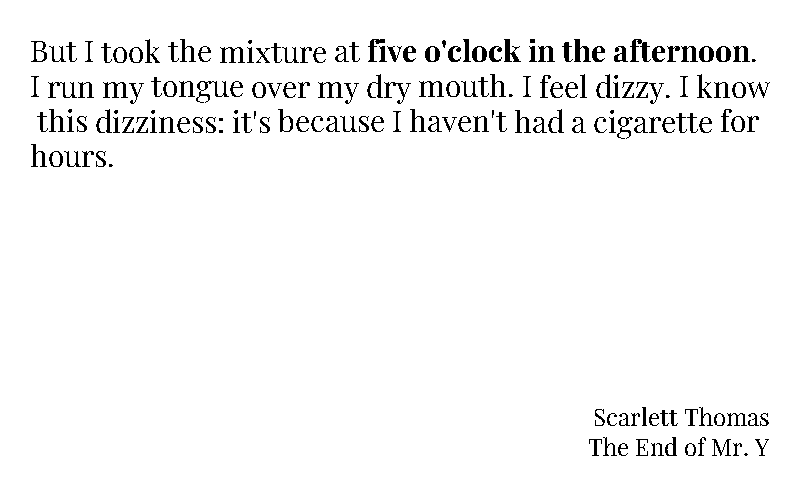 But I took the mixture at five o'clock in the afternoon.
I run my tongue over my dry mouth. I feel dizzy. I know
this dizziness: it's because I haven't had a cigarette for
hours.
Scarlett Thomas
The End of Mr. Y